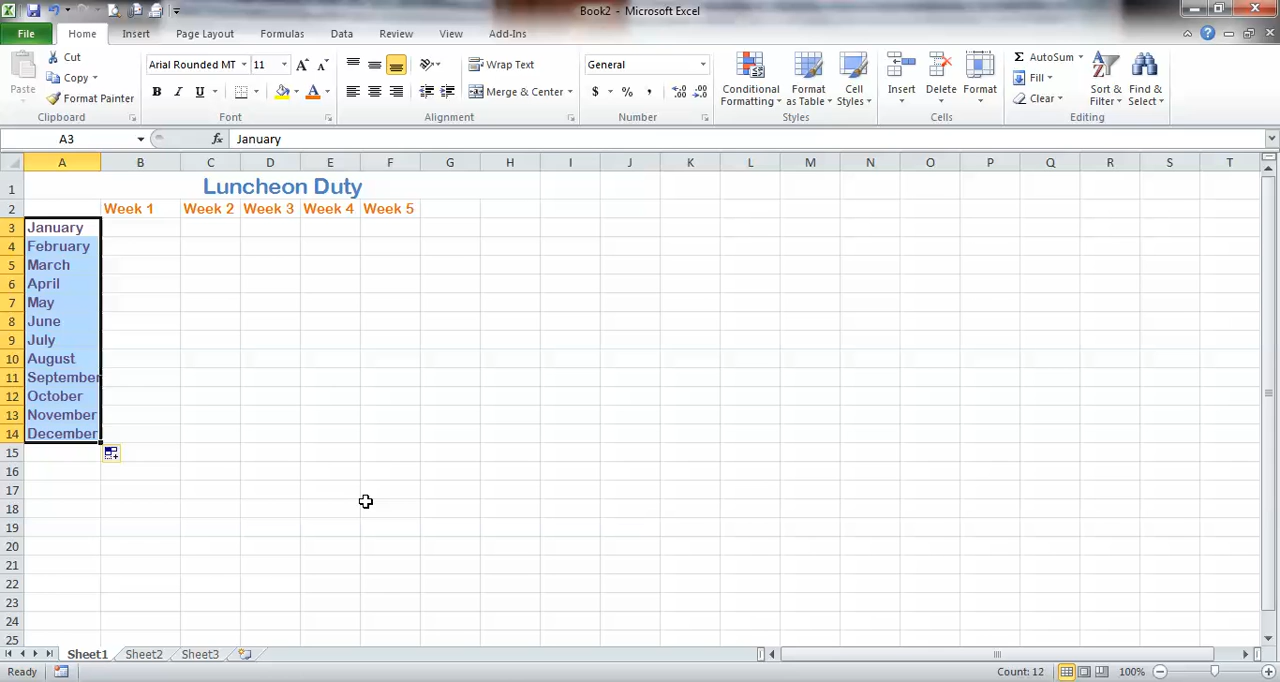 Book2 - Microsoft Excel
File Home Insert Page Layout Formulas Data Review View Add-Ins
Paste Cut Copy Format Painter Clipboard
Arial Rounded MT 11 A A B I U A Font
Wrap Text Merge & Center Alignment
General $ % , Number
Conditional Formatting Format as Table Cell Styles Styles
Insert Delete Format Cells
Σ AutoSum Fill Clear Sort & Filter Find & Select Editing
A3 fx January
A B C D E F G H I J K L M N O P Q R S T
1 Luncheon Duty
2 Week 1 Week 2 Week 3 Week 4 Week 5
3 January
4 February
5 March
6 April
7 May
8 June
9 July
10 August
11 September
12 October
13 November
14 December
15
16
17
18
19
20
21
22
23
24
25
Sheet1 Sheet2 Sheet3
Ready Count: 12 100%